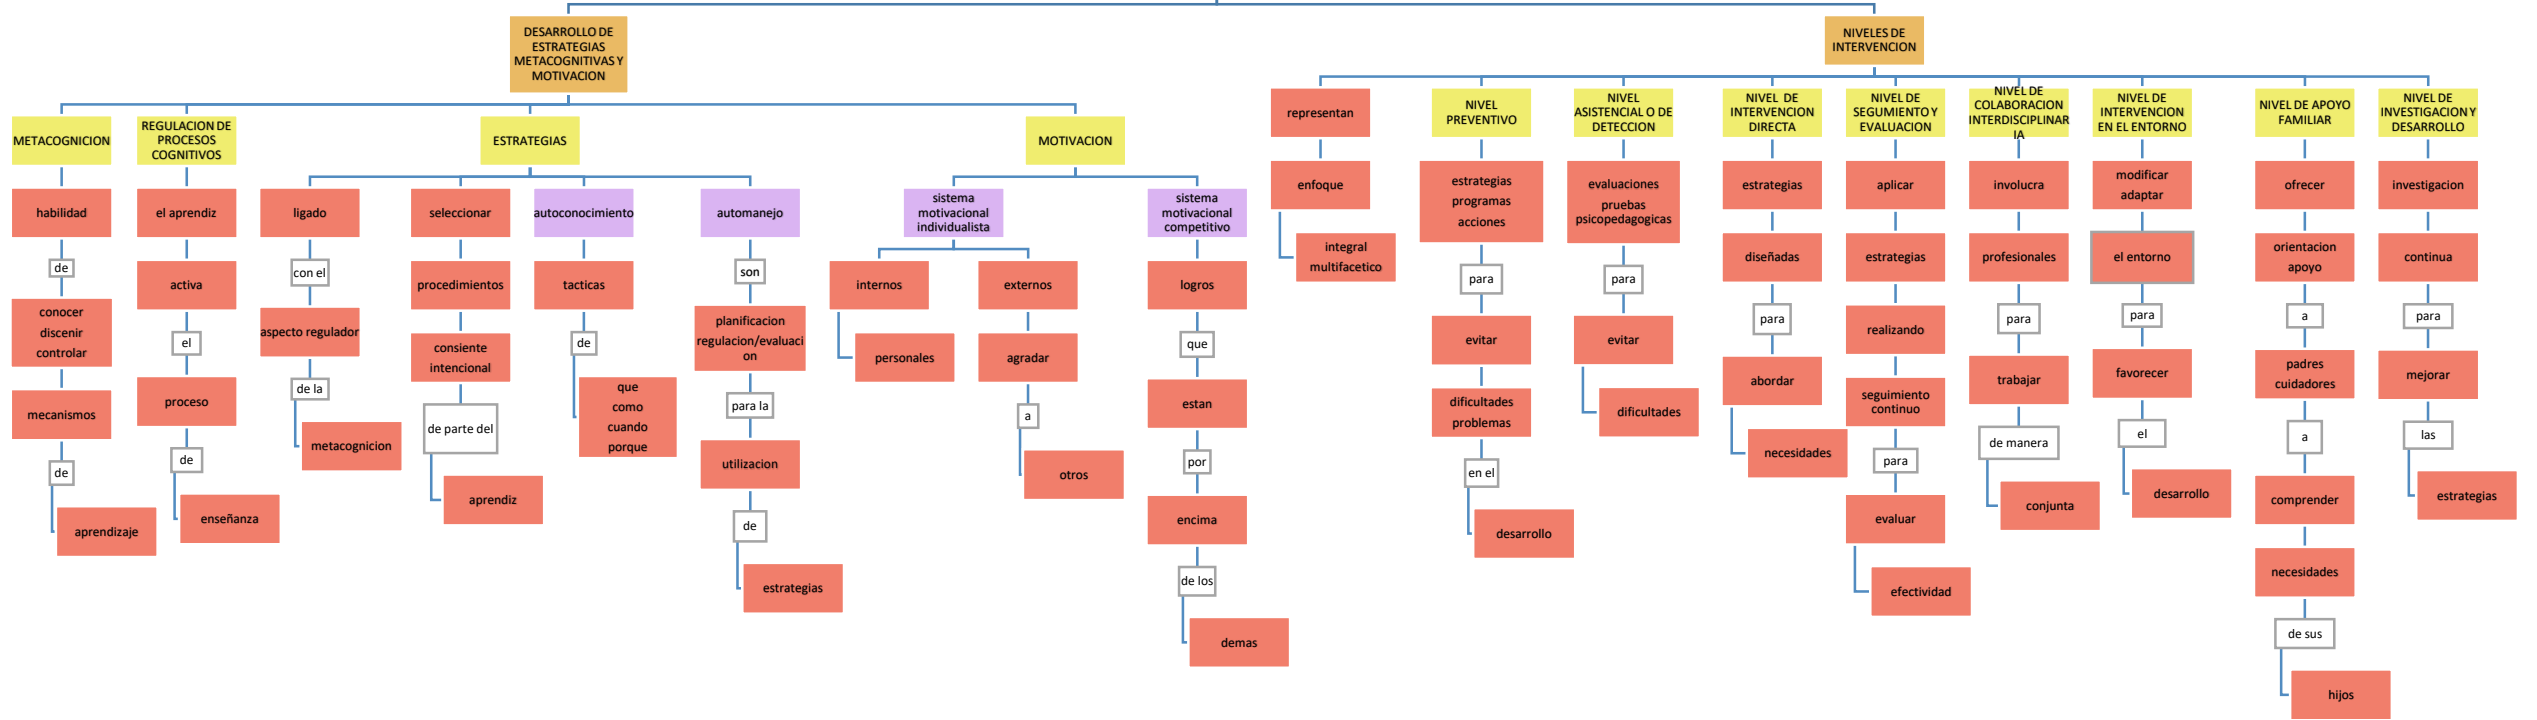 DESARROLLO DE
ESTRATEGIAS
METACOGNITIVAS Y
MOTIVACION
METACOGNICION
habilidad
de
conocer
discenir
controlar
mecanismos
de
aprendizaje
REGULACION DE
PROCESOS
COGNITIVOS
el aprendiz
activa
el
proceso
de
enseñanza
ESTRATEGIAS
ligado
con el
aspecto regulador
de la
metacognicion
seleccionar
procedimientos
consiente
intencional
de parte del
aprendiz
autoconocimiento
tacticas
de
que
como
cuando
porque
automanejo
son
planificacion
regulacion/evaluaci
on
para la
utilizacion
de
estrategias
MOTIVACION
sistema
motivacional
individualista
internos
personales
externos
agradar
a
otros
sistema
motivacional
competitivo
logros
que
estan
por
encima
de los
demas
NIVELES DE
INTERVENCION
representan
enfoque
integral
multifacetico
NIVEL
PREVENTIVO
estrategias
programas
acciones
para
evitar
dificultades
problemas
en el
desarrollo
NIVEL
ASISTENCIAL O DE
DETECCION
evaluaciones
pruebas
psicopedagogicas
para
evitar
dificultades
NIVEL DE
INTERVENCION
DIRECTA
estrategias
diseñadas
para
abordar
necesidades
NIVEL DE
SEGUMIENTO Y
EVALUACION
aplicar
estrategias
realizando
seguimiento
continuo
para
evaluar
efectividad
NIVEL DE
COLABORACION
INTERDISCIPLINAR
IA
involucra
profesionales
para
trabajar
de manera
conjunta
NIVEL DE
INTERVENCION
EN EL ENTORNO
modificar
adaptar
el entorno
para
favorecer
el
desarrollo
NIVEL DE APOYO
FAMILIAR
ofrecer
orientacion
apoyo
a
padres
cuidadores
a
comprender
necesidades
de sus
hijos
NIVEL DE
INVESTIGACION Y
DESARROLLO
investigacion
continua
para
mejorar
las
estrategias